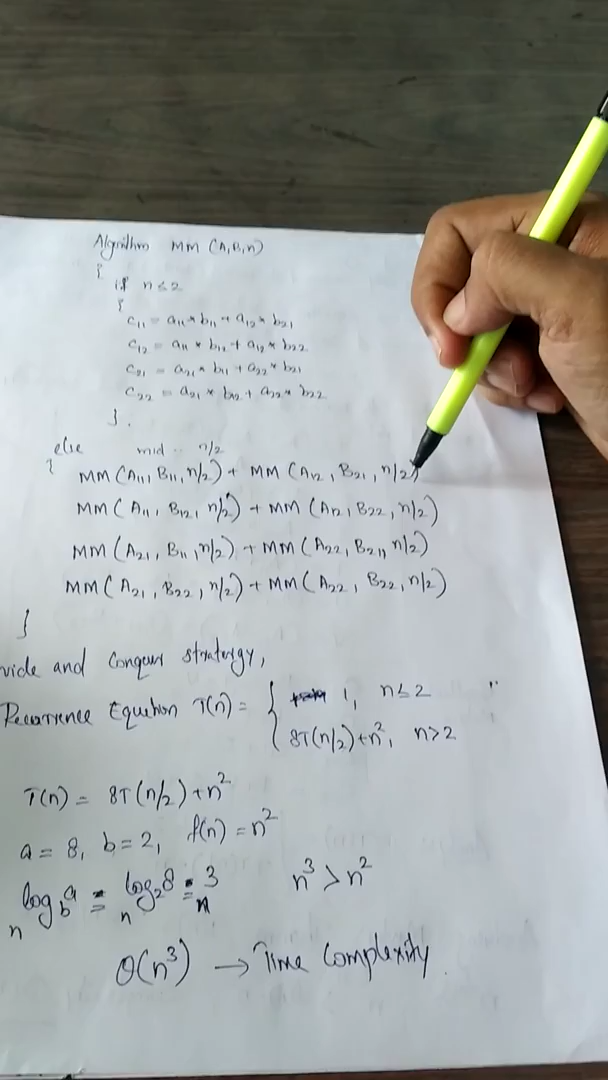 Algorithm MM (A,B,n)
{
if n ≤ 2
{
c₁₁ = a₁₁ * b₁₁ + a₁₂ * b₂₁
c₁₂ = a₁₁ * b₁₂ + a₁₂ * b₂₂
c₂₁ = a₂₁ * b₁₁ + a₂₂ * b₂₁
c₂₂ = a₂₁ * b₁₂ + a₂₂ * b₂₂
}.
else mid .. n/2
{ MM (A₁₁, B₁₁, n/2) + MM (A₁₂, B₂₁, n/2)
MM (A₁₁, B₁₂, n/2) + MM (A₁₂, B₂₂, n/2)
MM (A₂₁, B₁₁, n/2) + MM (A₂₂, B₂₁, n/2)
MM (A₂₁, B₂₂, n/2) + MM (A₂₂, B₂₂, n/2)
}
vide and Conquer stratergy,
Recurrence Equation T(n) = { 1, n ≤ 2
8T(n/2)+n², n>2
T(n) = 8T(n/2)+n²
a = 8, b = 2, f(n) = n²
n log_b a = n log₂8 = n 3 n³ > n²
θ(n³) → Time Complexity